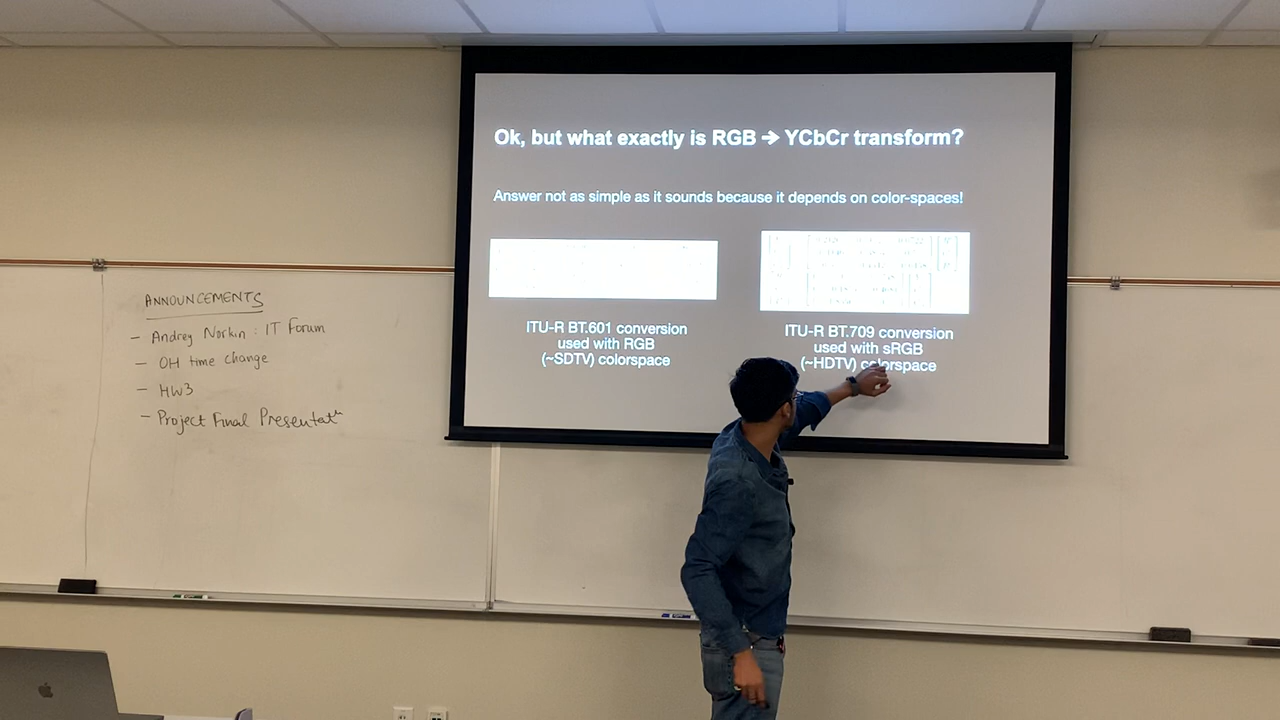 ANNOUNCEMENTS
- Andrey Norkin : IT Forum
- OH time change
- HW3
- Project Final Presentatn
Ok, but what exactly is RGB → YCbCr transform?
Answer not as simple as it sounds because it depends on color-spaces!
ITU-R BT.601 conversion
used with RGB
(~SDTV) colorspace
ITU-R BT.709 conversion
used with sRGB
(~HDTV) colorspace